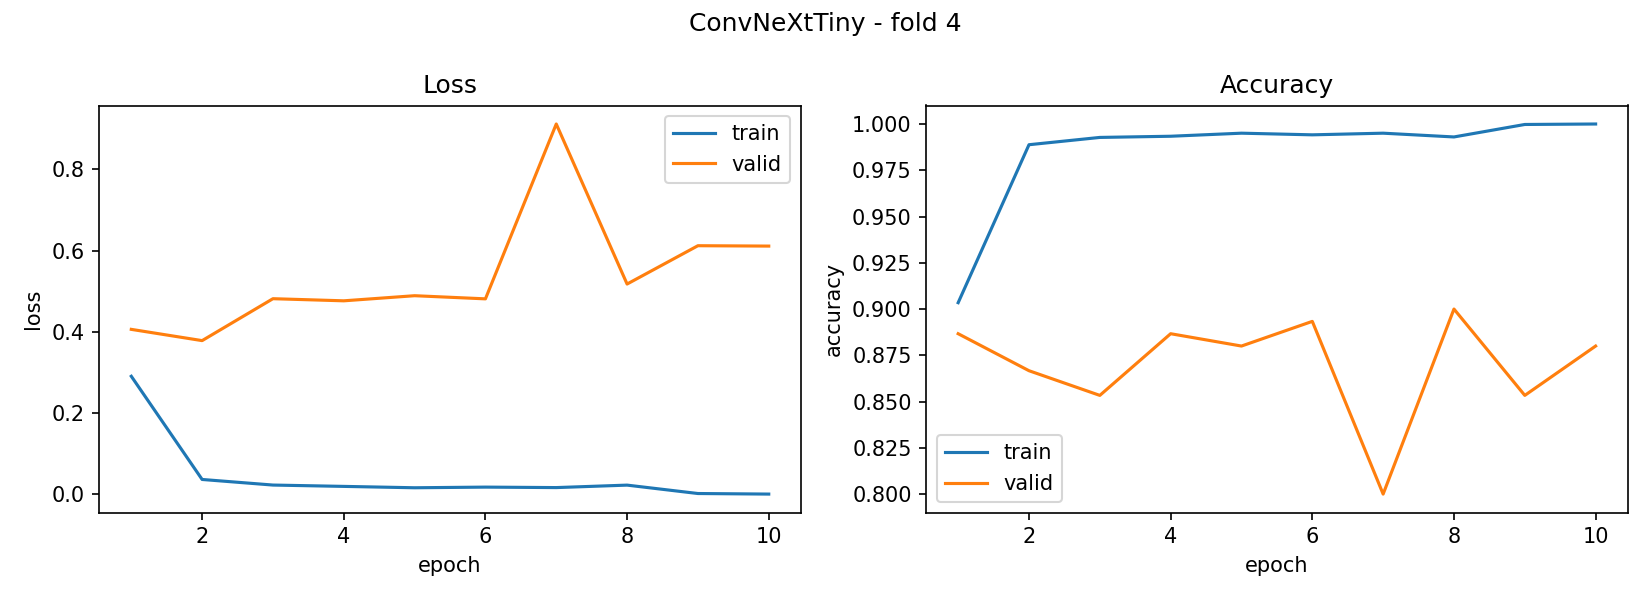 ConvNeXtTiny - fold 4
Loss
train
valid
0.8
0.6
0.4
0.2
0.0
loss
2 4 6 8 10
epoch
Accuracy
1.000
0.975
0.950
0.925
0.900
0.875
0.850
0.825
0.800
accuracy
train
valid
2 4 6 8 10
epoch